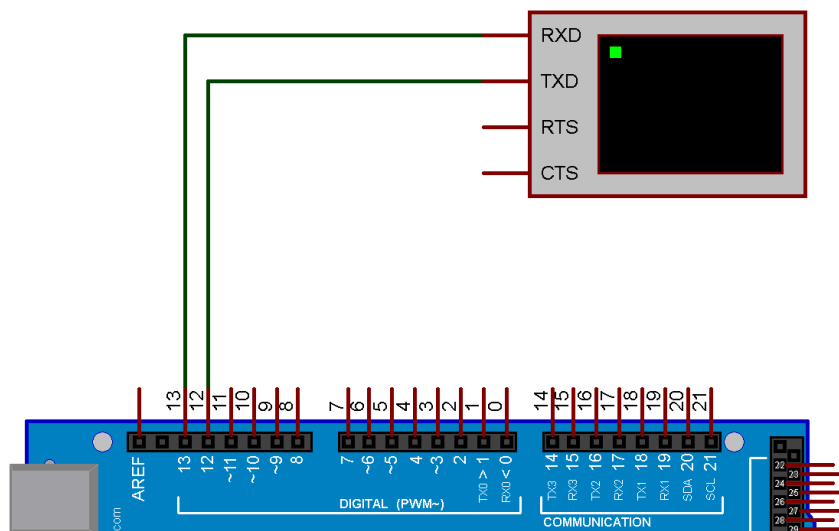 RXD
TXD
RTS
CTS
13
12
11
10
9
8
7
6
5
4
3
2
1
0
14
15
16
17
18
19
20
21
AREF
13
12
~11
~10
~9
8
7
~6
~5
4
~3
2
TX0 > 1
RX0 < 0
TX3 14
RX3 15
TX2 16
RX2 17
TX1 18
RX1 19
SDA 20
SCL 21
DIGITAL (PWM~)
COMMUNICATION
.com
22
23
24
25
26
27
28
29